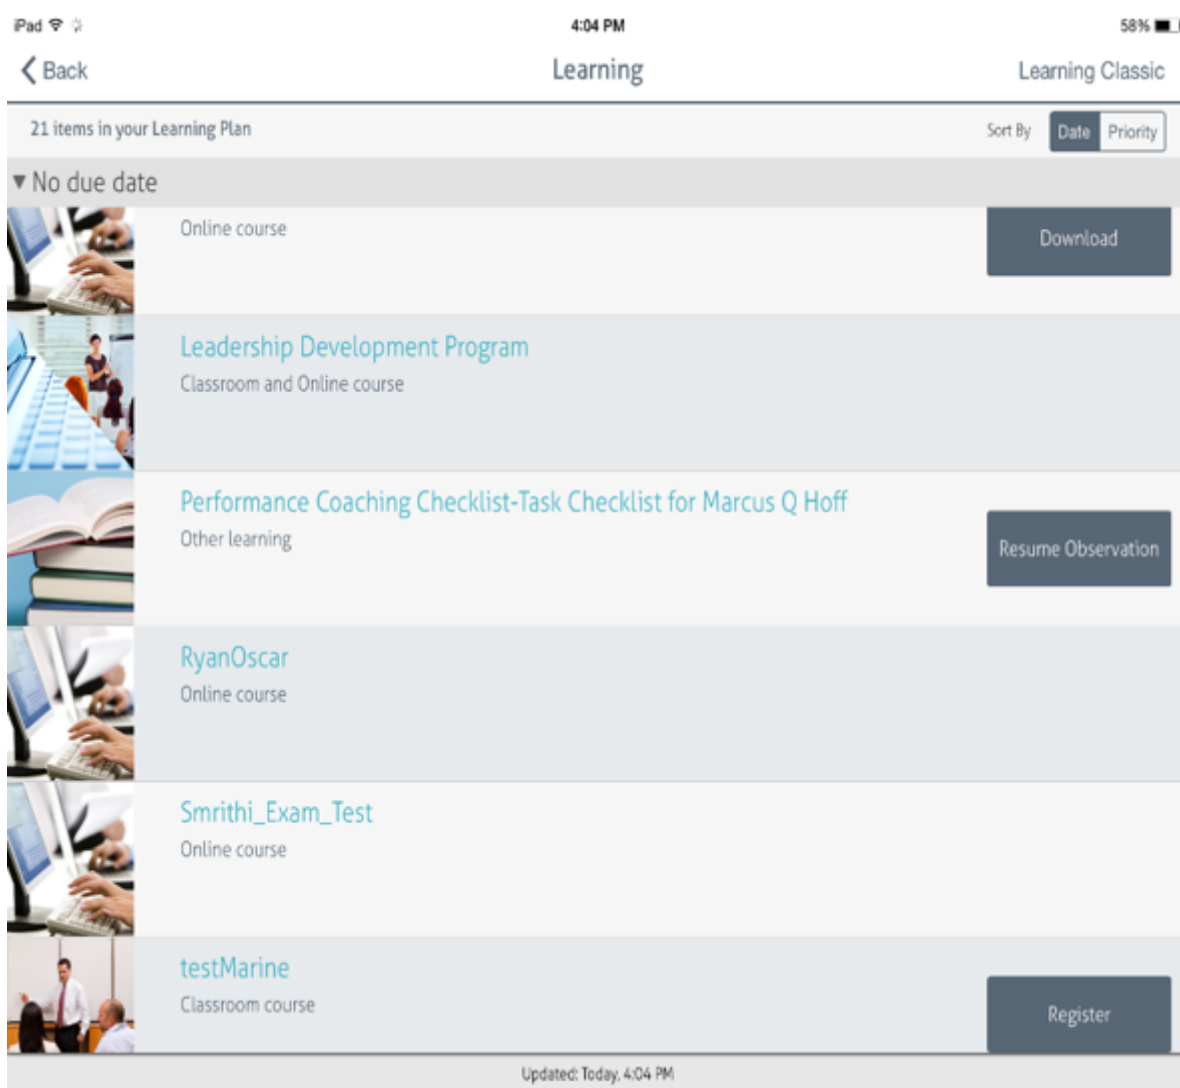 iPad 4:04 PM 58%
Back Learning Learning Classic
21 items in your Learning Plan Sort By Date Priority
No due date
Online course
Download
Leadership Development Program
Classroom and Online course
Performance Coaching Checklist-Task Checklist for Marcus Q Hoff
Other learning
Resume Observation
RyanOscar
Online course
Smrithi_Exam_Test
Online course
testMarine
Classroom course
Register
Updated: Today, 4:04 PM